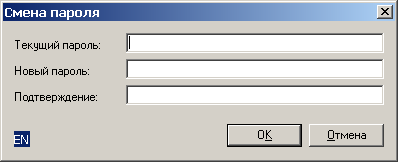 Смена пароля
Текущий пароль:
Новый пароль:
Подтверждение:
EN
OK
Отмена